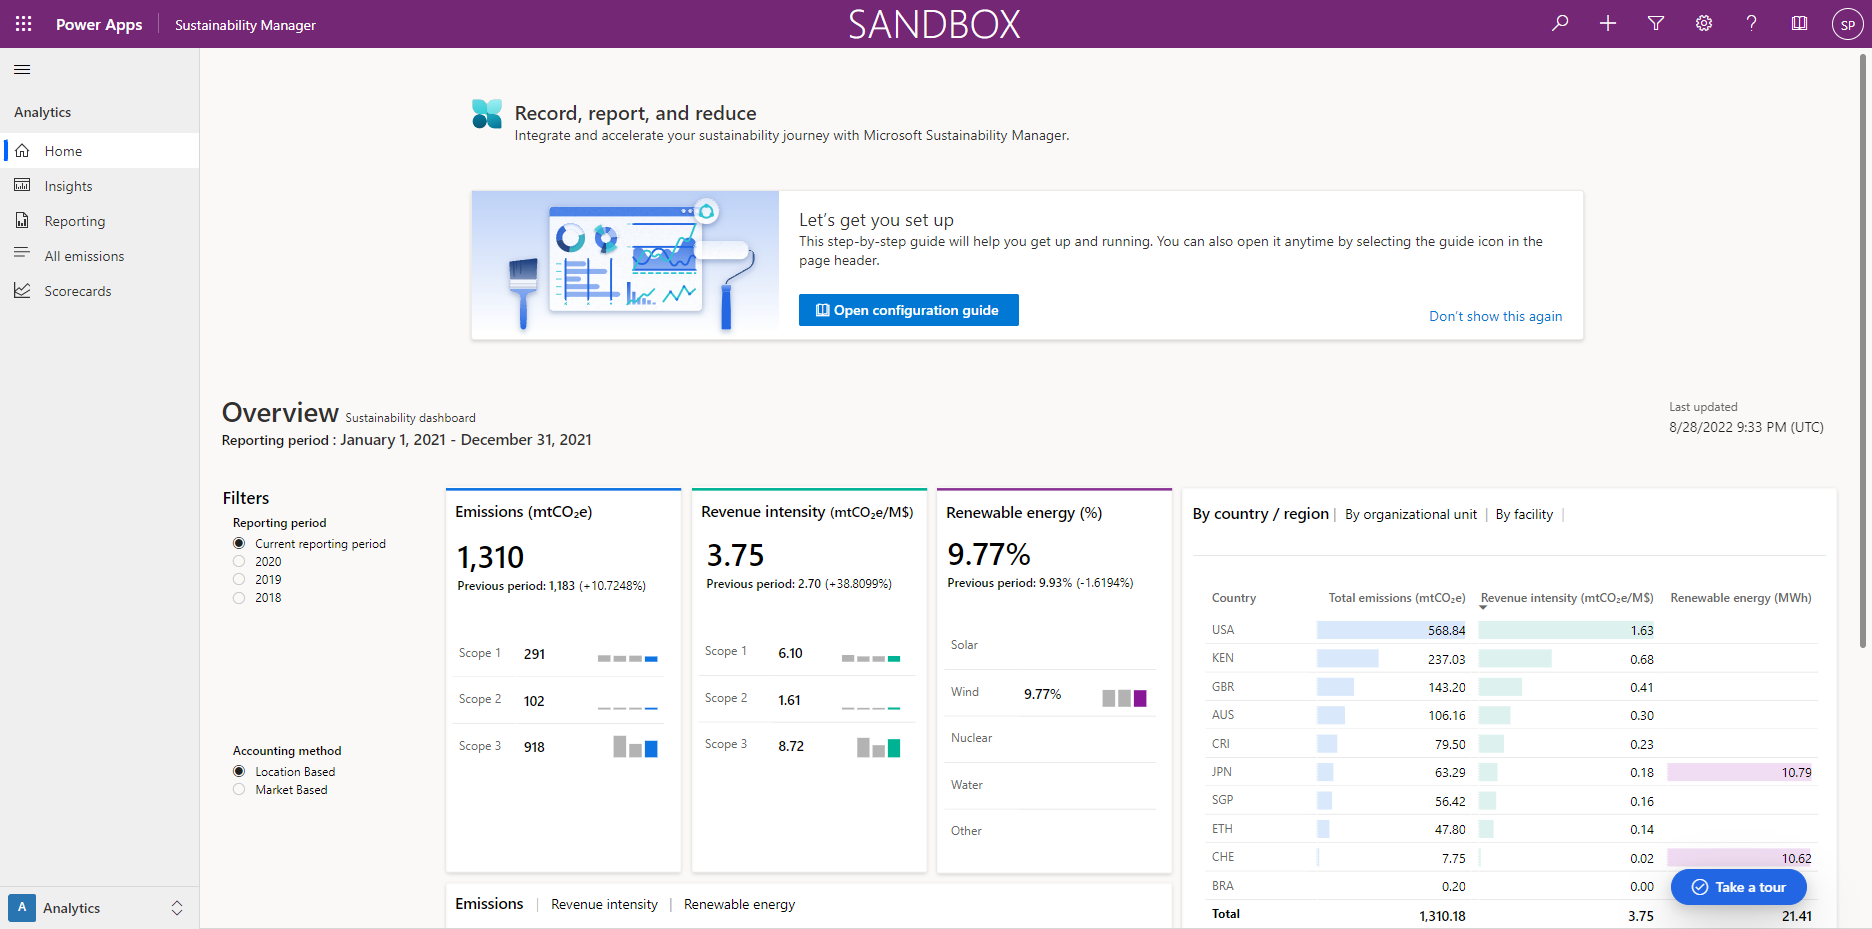 Power Apps
Sustainability Manager
SANDBOX
SP
Analytics
Home
Insights
Reporting
All emissions
Scorecards
Record, report, and reduce
Integrate and accelerate your sustainability journey with Microsoft Sustainability Manager.
Let's get you set up
This step-by-step guide will help you get up and running. You can also open it anytime by selecting the guide icon in the
page header.
Open configuration guide
Don't show this again
Overview Sustainability dashboard
Reporting period : January 1, 2021 - December 31, 2021
Last updated
8/28/2022 9:33 PM (UTC)
Filters
Reporting period
Current reporting period
2020
2019
2018
Accounting method
Location Based
Market Based
Emissions (mtCO₂e)
1,310
Previous period: 1,183 (+10.7248%)
Scope 1 291
Scope 2 102
Scope 3 918
Revenue intensity (mtCO₂e/M$)
3.75
Previous period: 2.70 (+38.8099%)
Scope 1 6.10
Scope 2 1.61
Scope 3 8.72
Renewable energy (%)
9.77%
Previous period: 9.93% (-1.6194%)
Solar
Wind 9.77%
Nuclear
Water
Other
By country / region | By organizational unit | By facility |
Country Total emissions (mtCO₂e) Revenue intensity (mtCO₂e/M$) Renewable energy (MWh)
USA 568.84 1.63
KEN 237.03 0.68
GBR 143.20 0.41
AUS 106.16 0.30
CRI 79.50 0.23
JPN 63.29 0.18 10.79
SGP 56.42 0.16
ETH 47.80 0.14
CHE 7.75 0.02 10.62
BRA 0.20 0.00
Total 1,310.18 3.75 21.41
Take a tour
Emissions | Revenue intensity | Renewable energy
A Analytics